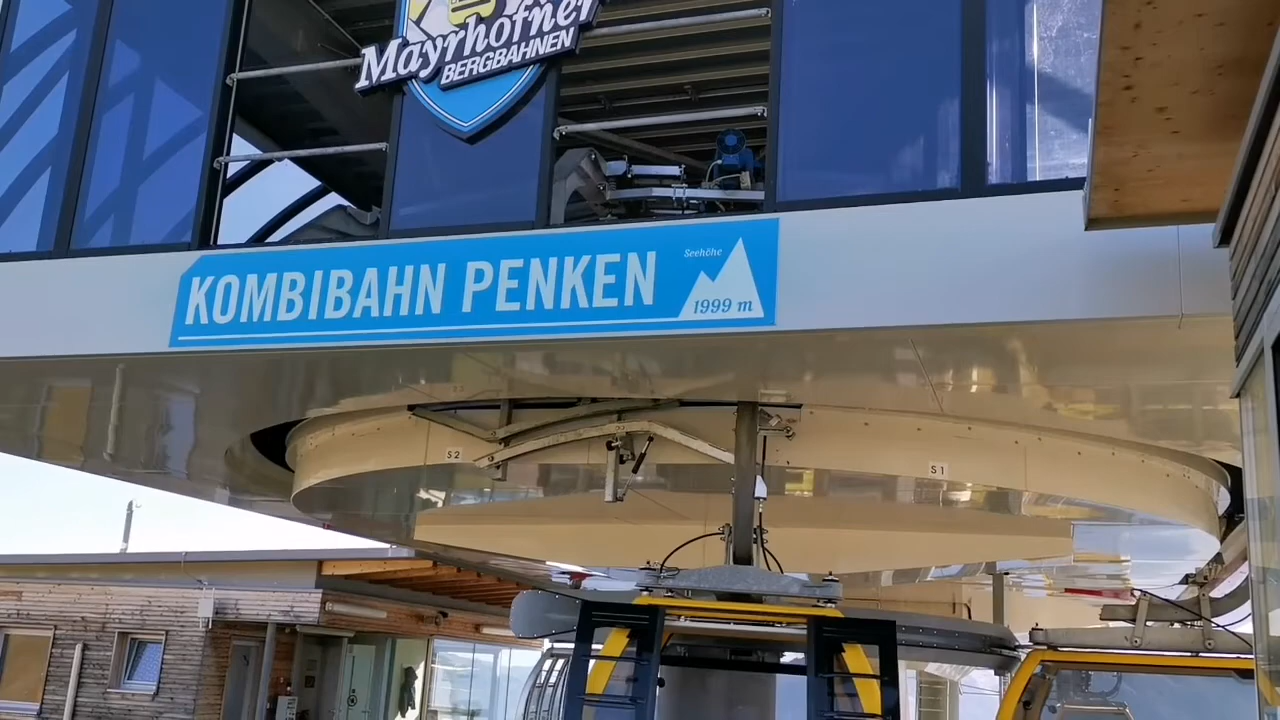 Mayrhofner
BERGBAHNEN
KOMBIBAHN PENKEN
Seehöhe
1999 m
S2
S1